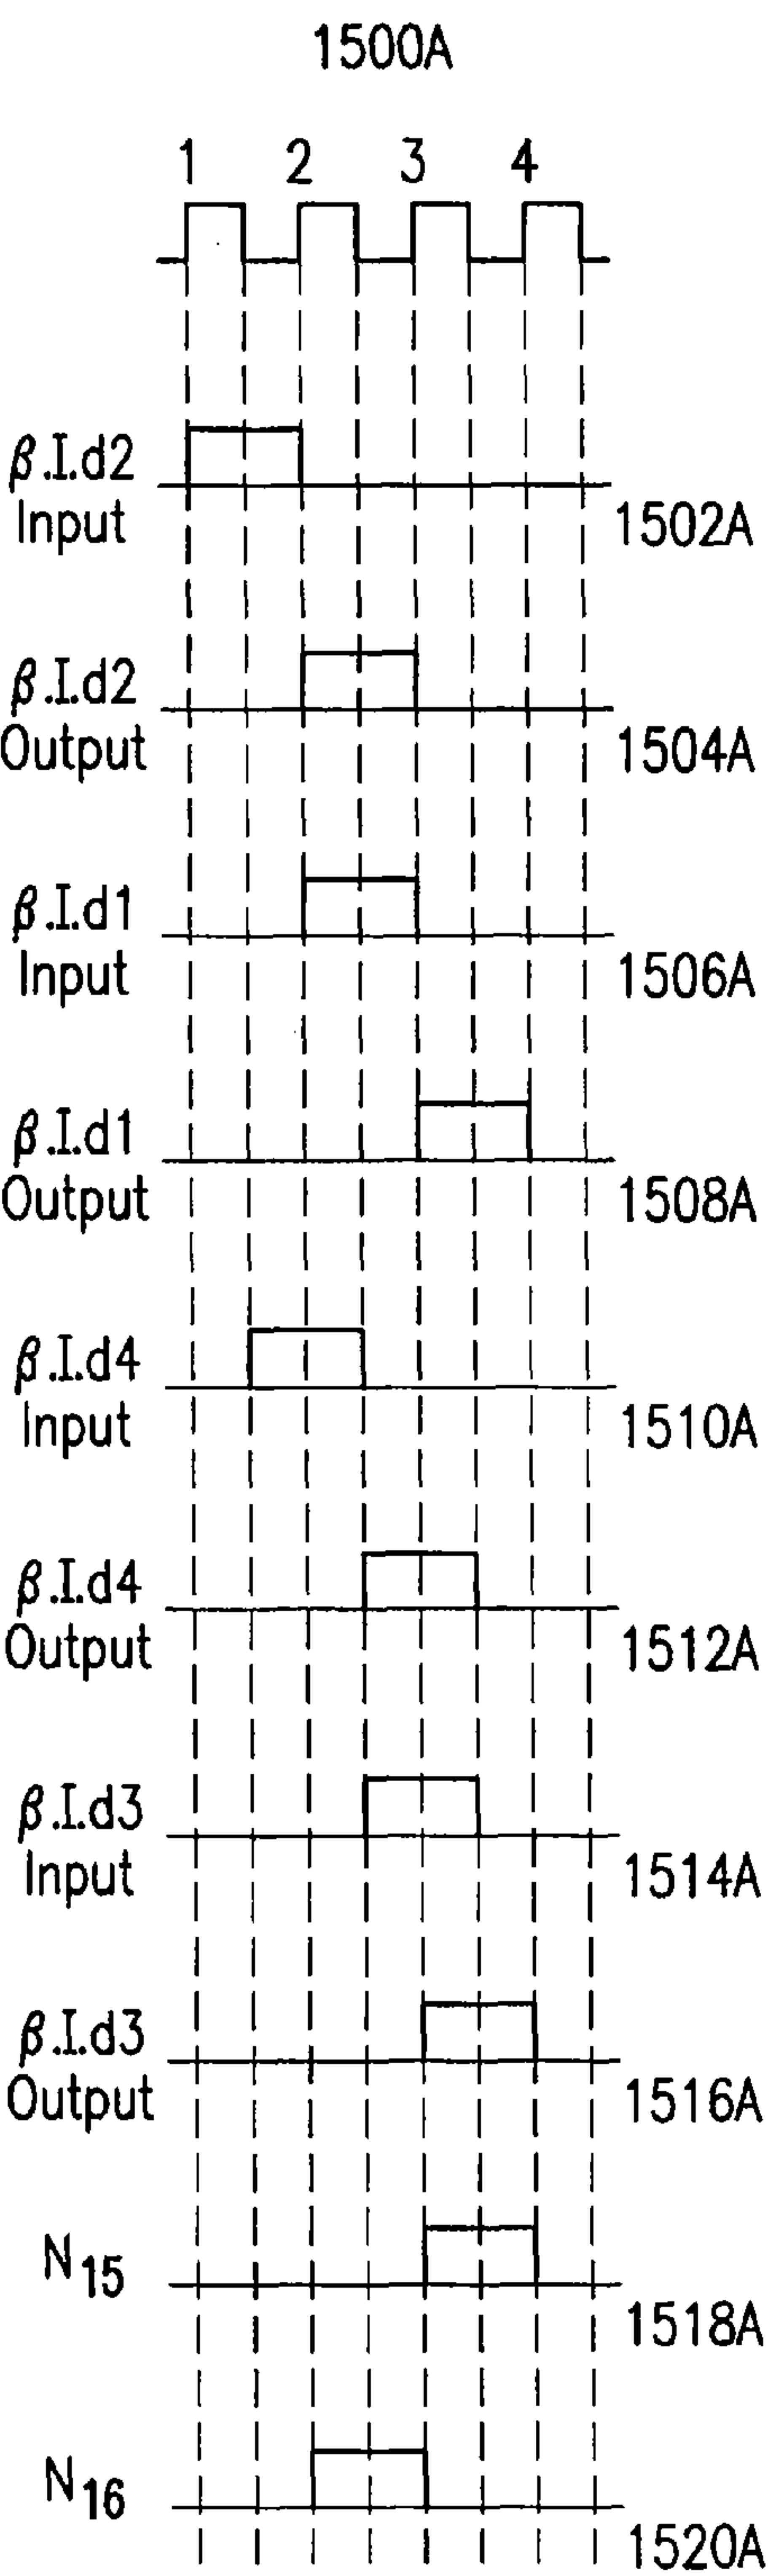 1500A
1 2 3 4
β.I.d2
Input
1502A
β.I.d2
Output
1504A
β.I.d1
Input
1506A
β.I.d1
Output
1508A
β.I.d4
Input
1510A
β.I.d4
Output
1512A
β.I.d3
Input
1514A
β.I.d3
Output
1516A
N15
1518A
N16
1520A